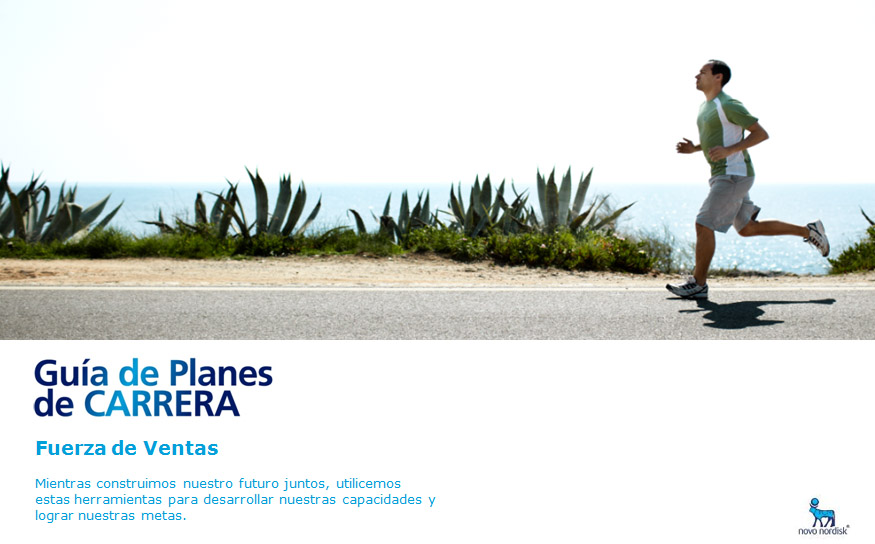 Guía de Planes
de CARRERA
Fuerza de Ventas
Mientras construimos nuestro futuro juntos, utilicemos
estas herramientas para desarrollar nuestras capacidades y
lograr nuestras metas.
novo nordisk®